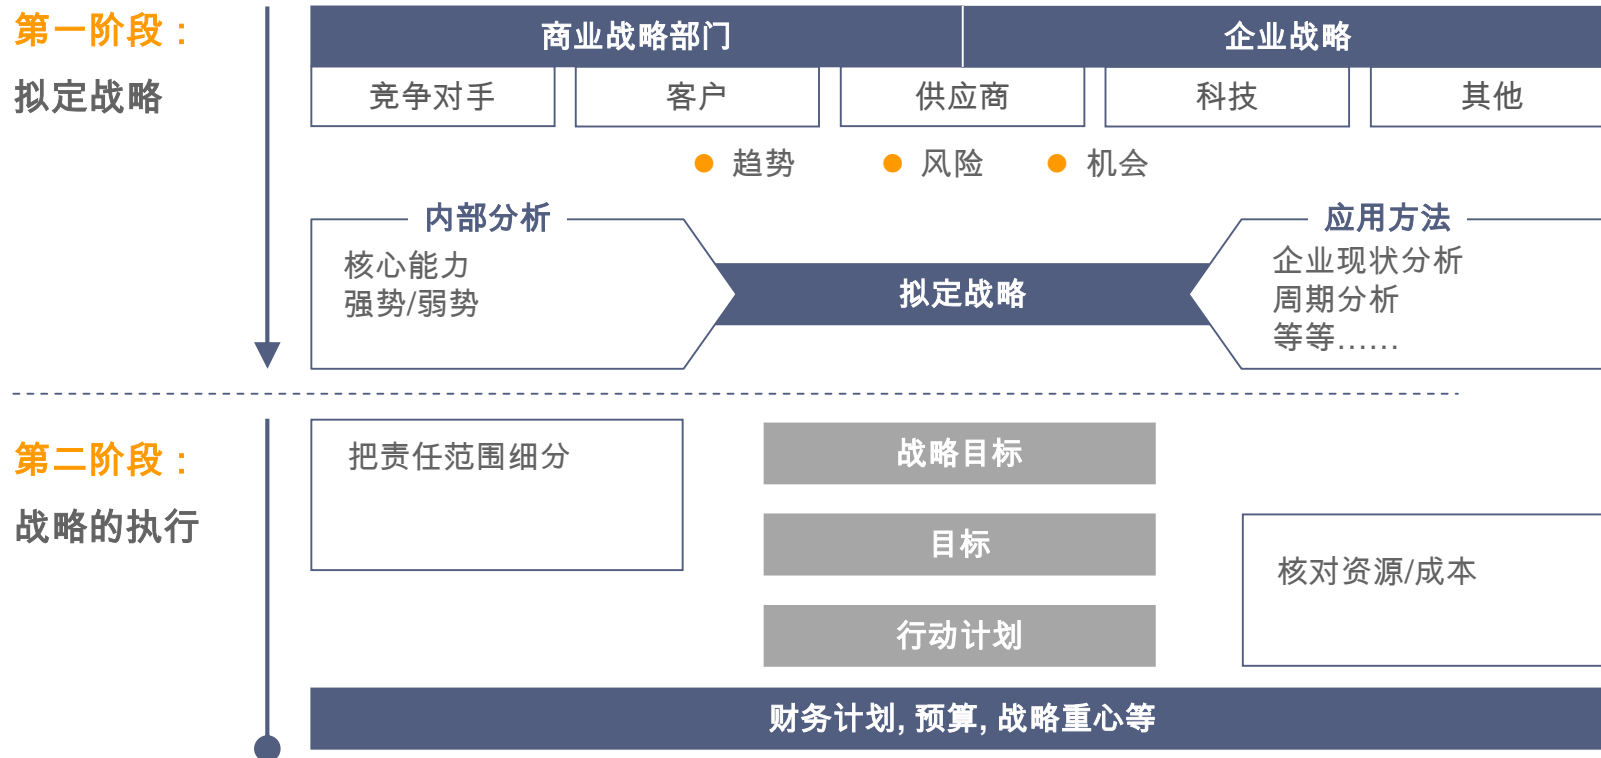 第一阶段：
拟定战略
商业战略部门
企业战略
竞争对手
客户
供应商
科技
其他
趋势
风险
机会
内部分析
核心能力
强势/弱势
拟定战略
应用方法
企业现状分析
周期分析
等等......
第二阶段：
战略的执行
把责任范围细分
战略目标
目标
行动计划
核对资源/成本
财务计划, 预算, 战略重心等